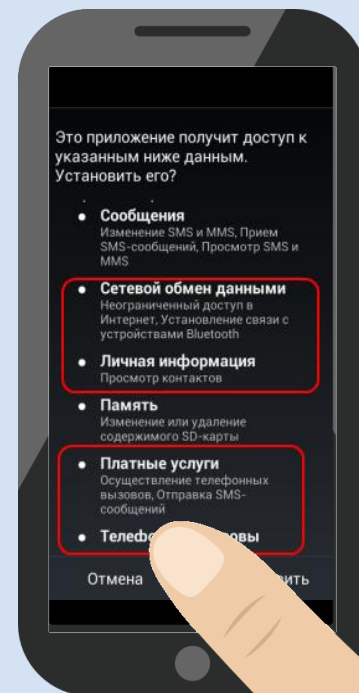 Это приложение получит доступ к
указанным ниже данным.
Установить его?
Сообщения
Изменение SMS и MMS, Прием
SMS-сообщений, Просмотр SMS и
MMS
Сетевой обмен данными
Неограниченный доступ в
Интернет, Установление связи с
устройствами Bluetooth
Личная информация
Просмотр контактов
Память
Изменение или удаление
содержимого SD-карты
Платные услуги
Осуществление телефонных
вызовов, Отправка SMS-
сообщений
Отмена